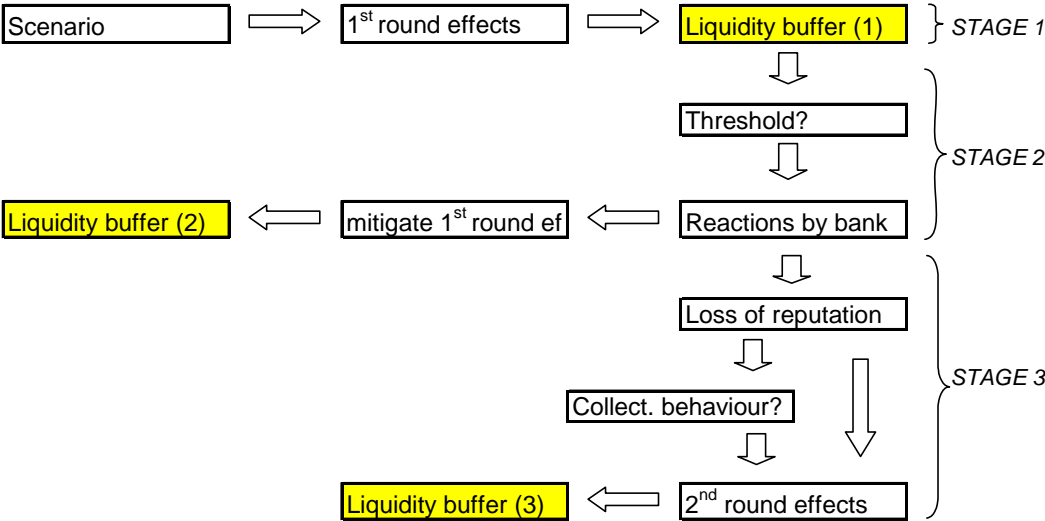 Scenario
1st round effects
Liquidity buffer (1)
STAGE 1
Threshold?
STAGE 2
Liquidity buffer (2)
mitigate 1st round ef
Reactions by bank
Loss of reputation
STAGE 3
Collect. behaviour?
Liquidity buffer (3)
2nd round effects